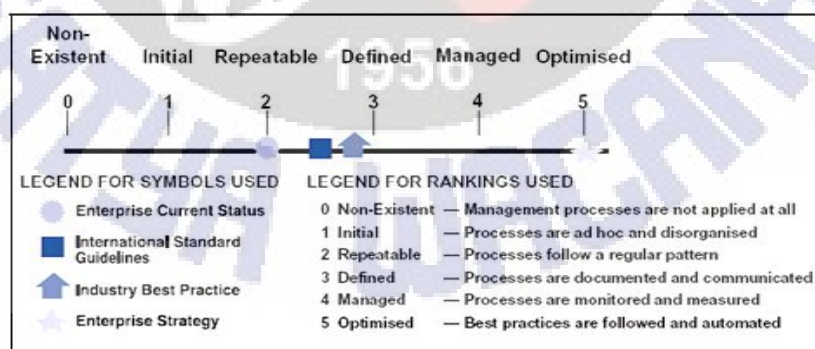 1956
Non-
Existent Initial Repeatable Defined Managed Optimised
0 1 2 3 4 5
LEGEND FOR SYMBOLS USED
Enterprise Current Status
International Standard
Guidelines
Industry Best Practice
Enterprise Strategy
LEGEND FOR RANKINGS USED
0 Non-Existent — Management processes are not applied at all
1 Initial — Processes are ad hoc and disorganised
2 Repeatable — Processes follow a regular pattern
3 Defined — Processes are documented and communicated
4 Managed — Processes are monitored and measured
5 Optimised — Best practices are followed and automated
WACANA